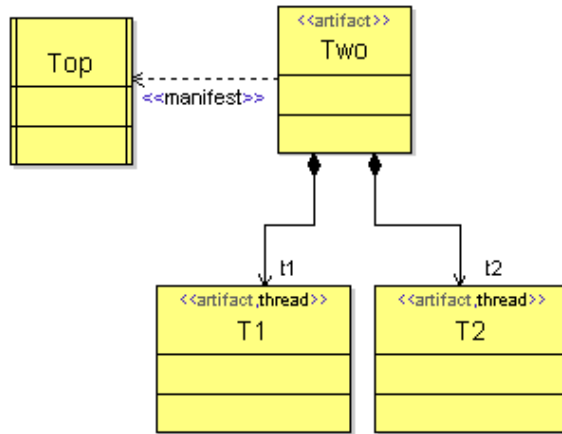 Top
<<artifact>>
Two
<<manifest>>
t1
t2
<<artifact,thread>>
T1
<<artifact,thread>>
T2